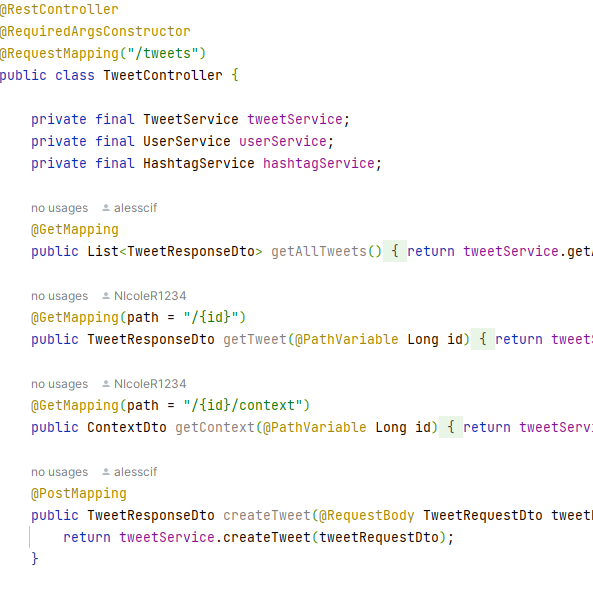 @RestController
@RequiredArgsConstructor
@RequestMapping("/tweets")
public class TweetController {
private final TweetService tweetService;
private final UserService userService;
private final HashtagService hashtagService;
no usages alesscif
@GetMapping
public List<TweetResponseDto> getAllTweets() { return tweetService.getA
no usages NIcoleR1234
@GetMapping(path = "/{id}")
public TweetResponseDto getTweet(@PathVariable Long id) { return tweetS
no usages NIcoleR1234
@GetMapping(path = "/{id}/context")
public ContextDto getContext(@PathVariable Long id) { return tweetServi
no usages alesscif
@PostMapping
public TweetResponseDto createTweet(@RequestBody TweetRequestDto tweetR
return tweetService.createTweet(tweetRequestDto);
}